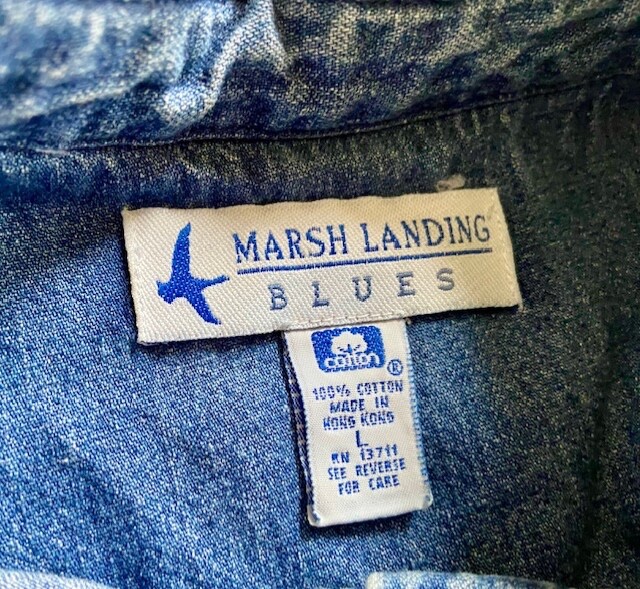 MARSH LANDING
BLUES
cotton ®
100% COTTON
MADE IN
HONG KONG
L
RN 13711
SEE REVERSE
FOR CARE